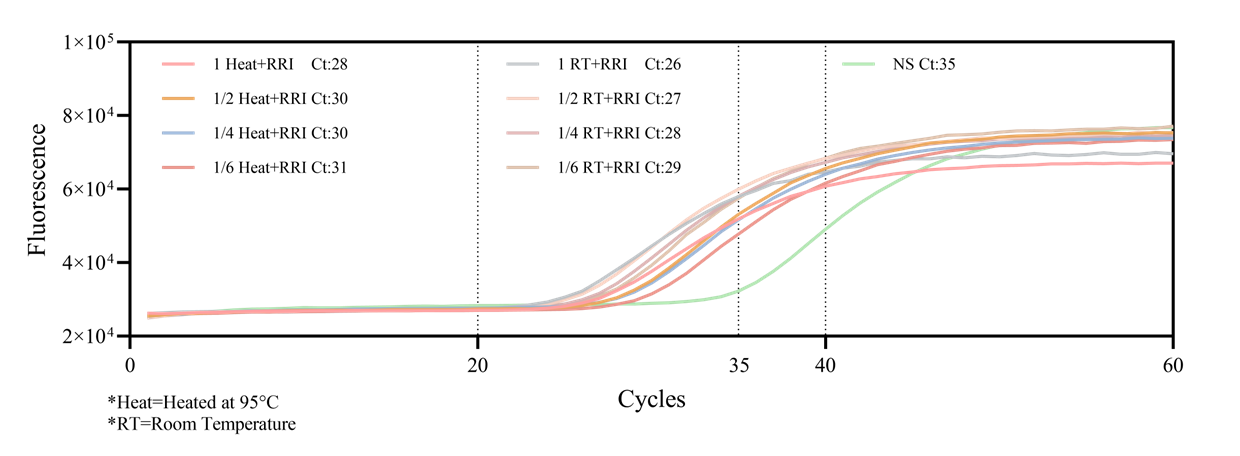 1×10⁵
8×10⁴
6×10⁴
4×10⁴
2×10⁴
Fluorescence
1 Heat+RRI Ct:28
1/2 Heat+RRI Ct:30
1/4 Heat+RRI Ct:30
1/6 Heat+RRI Ct:31
1 RT+RRI Ct:26
1/2 RT+RRI Ct:27
1/4 RT+RRI Ct:28
1/6 RT+RRI Ct:29
NS Ct:35
0 20 35 40 60
Cycles
*Heat=Heated at 95°C
*RT=Room Temperature